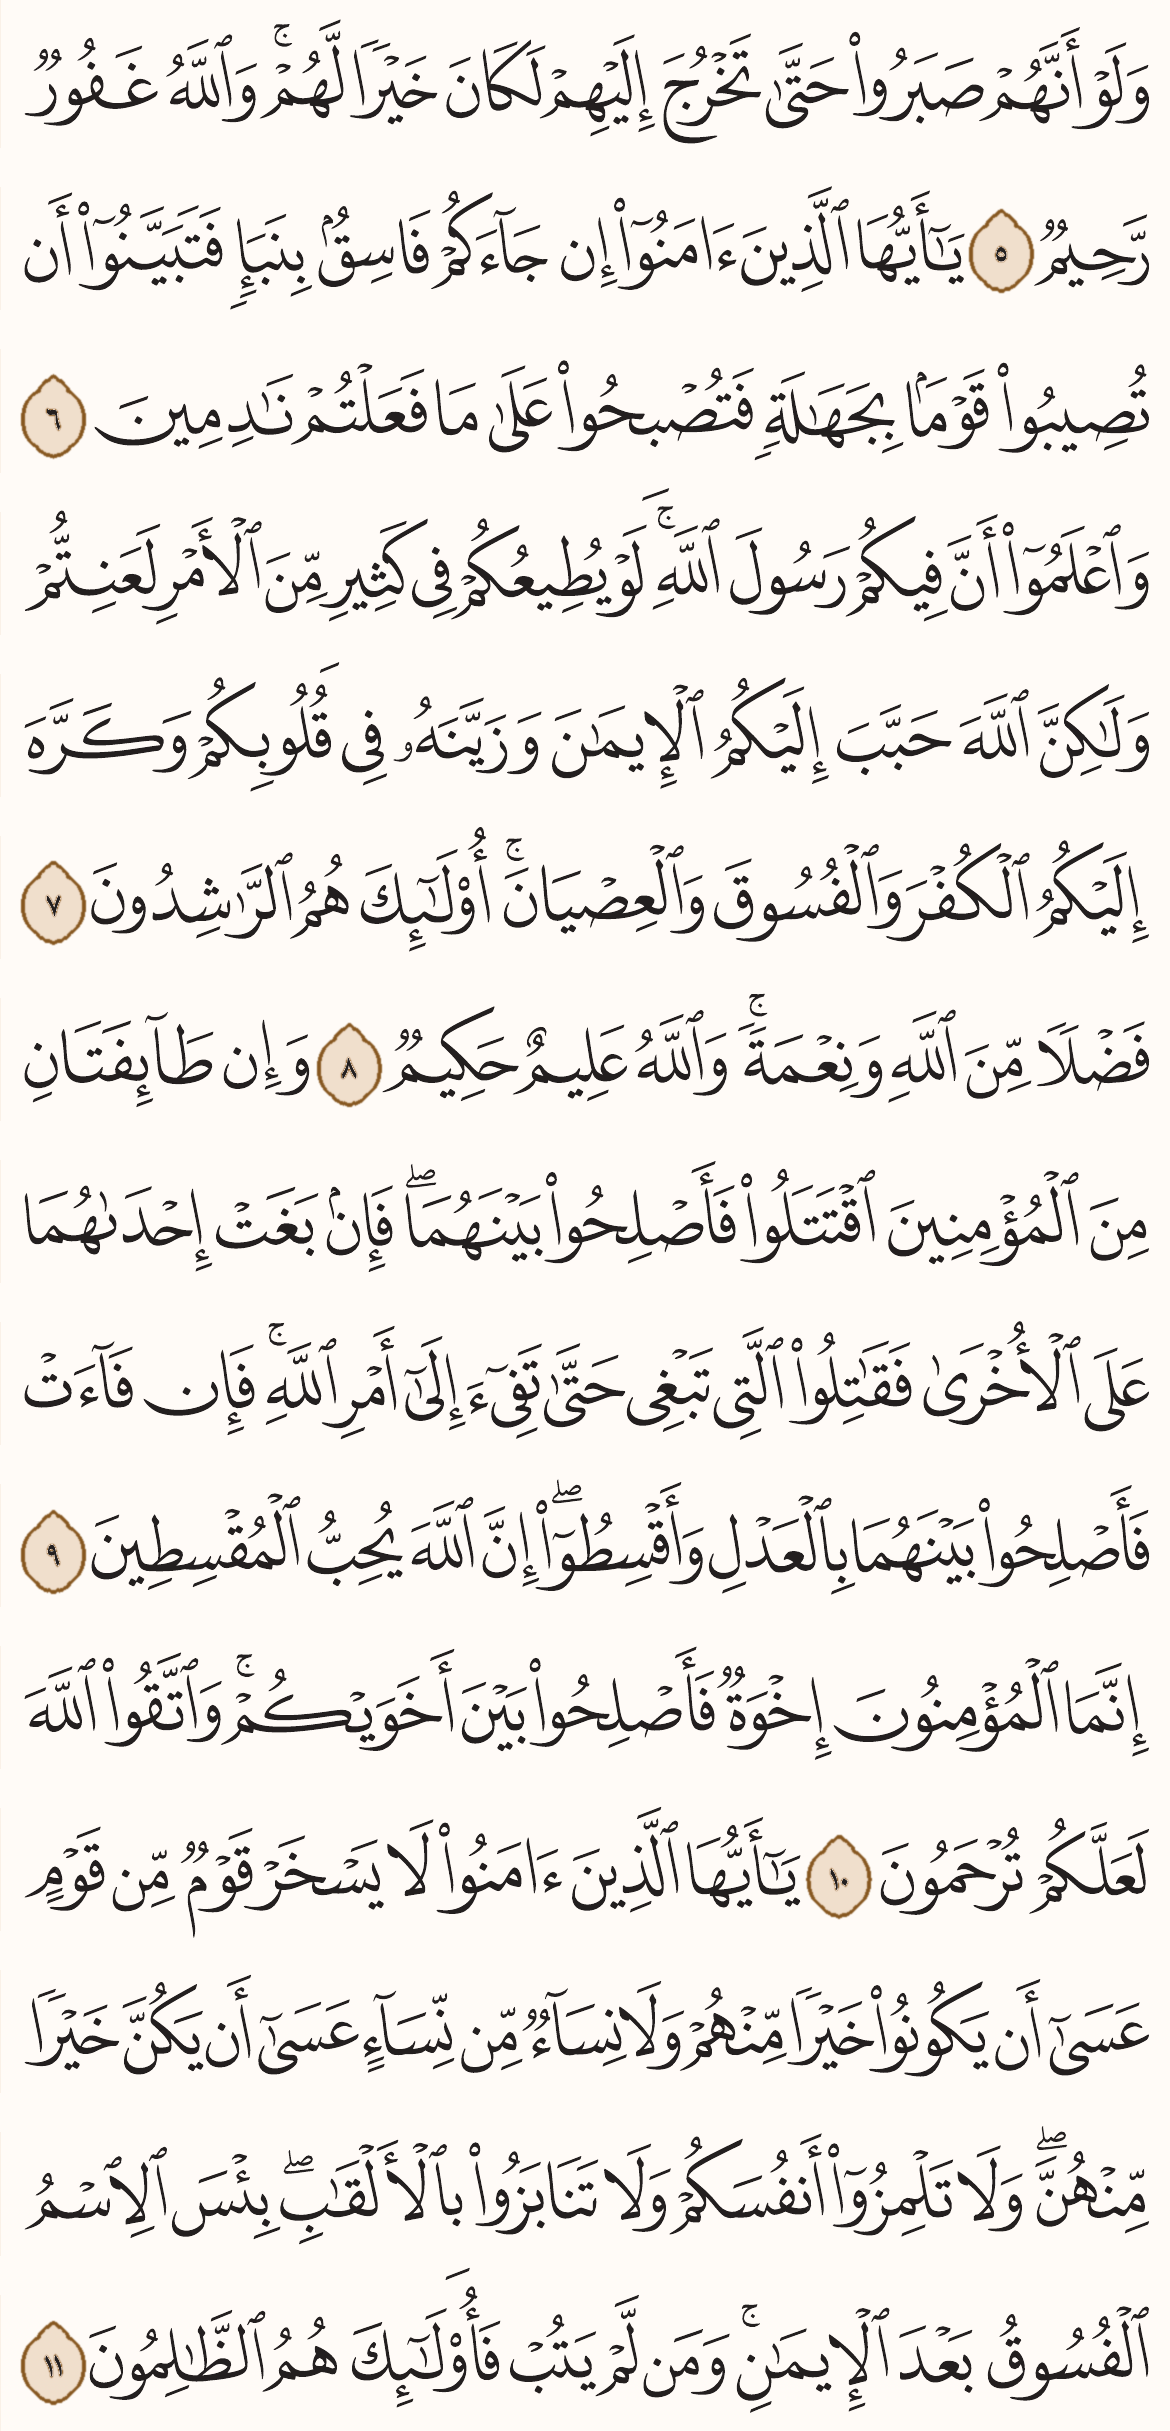 وَلَوْ أَنَّهُمْ صَبَرُوا۟ حَتَّىٰ تَخْرُجَ إِلَيْهِمْ لَكَانَ خَيْرًا لَّهُمْ ۚ وَٱللَّهُ غَفُورٌ
رَّحِيمٌ ٥ يَـٰٓأَيُّهَا ٱلَّذِينَ ءَامَنُوٓا۟ إِن جَآءَكُمْ فَاسِقٌۢ بِنَبَإٍ فَتَبَيَّنُوٓا۟ أَن
تُصِيبُوا۟ قَوْمًۢا بِجَهَـٰلَةٍ فَتُصْبِحُوا۟ عَلَىٰ مَا فَعَلْتُمْ نَـٰدِمِينَ ٦
وَٱعْلَمُوٓا۟ أَنَّ فِيكُمْ رَسُولَ ٱللَّهِ ۚ لَوْ يُطِيعُكُمْ فِى كَثِيرٍ مِّنَ ٱلْأَمْرِ لَعَنِتُّمْ
وَلَـٰكِنَّ ٱللَّهَ حَبَّبَ إِلَيْكُمُ ٱلْإِيمَـٰنَ وَزَيَّنَهُۥ فِى قُلُوبِكُمْ وَكَرَّهَ
إِلَيْكُمُ ٱلْكُفْرَ وَٱلْفُسُوقَ وَٱلْعِصْيَانَ ۚ أُو۟لَـٰٓئِكَ هُمُ ٱلرَّٰشِدُونَ ٧
فَضْلًا مِّنَ ٱللَّهِ وَنِعْمَةً ۚ وَٱللَّهُ عَلِيمٌ حَكِيمٌ ٨ وَإِن طَآئِفَتَانِ
مِنَ ٱلْمُؤْمِنِينَ ٱقْتَتَلُوا۟ فَأَصْلِحُوا۟ بَيْنَهُمَا ۖ فَإِنۢ بَغَتْ إِحْدَىٰهُمَا
عَلَى ٱلْأُخْرَىٰ فَقَـٰتِلُوا۟ ٱلَّتِى تَبْغِى حَتَّىٰ تَفِىٓءَ إِلَىٰٓ أَمْرِ ٱللَّهِ ۚ فَإِن فَآءَتْ
فَأَصْلِحُوا۟ بَيْنَهُمَا بِٱلْعَدْلِ وَأَقْسِطُوٓا۟ ۖ إِنَّ ٱللَّهَ يُحِبُّ ٱلْمُقْسِطِينَ ٩
إِنَّمَا ٱلْمُؤْمِنُونَ إِخْوَةٌ فَأَصْلِحُوا۟ بَيْنَ أَخَوَيْكُمْ ۚ وَٱتَّقُوا۟ ٱللَّهَ
لَعَلَّكُمْ تُرْحَمُونَ ١٠ يَـٰٓأَيُّهَا ٱلَّذِينَ ءَامَنُوا۟ لَا يَسْخَرْ قَوْمٌ مِّن قَوْمٍ
عَسَىٰٓ أَن يَكُونُوا۟ خَيْرًا مِّنْهُمْ وَلَا نِسَآءٌ مِّن نِّسَآءٍ عَسَىٰٓ أَن يَكُنَّ خَيْرًا
مِّنْهُنَّ ۖ وَلَا تَلْمِزُوٓا۟ أَنفُسَكُمْ وَلَا تَنَابَزُوا۟ بِٱلْأَلْقَـٰبِ ۖ بِئْسَ ٱلِٱسْمُ
ٱلْفُسُوقُ بَعْدَ ٱلْإِيمَـٰنِ ۚ وَمَن لَّمْ يَتُبْ فَأُو۟لَـٰٓئِكَ هُمُ ٱلظَّـٰلِمُونَ ١١